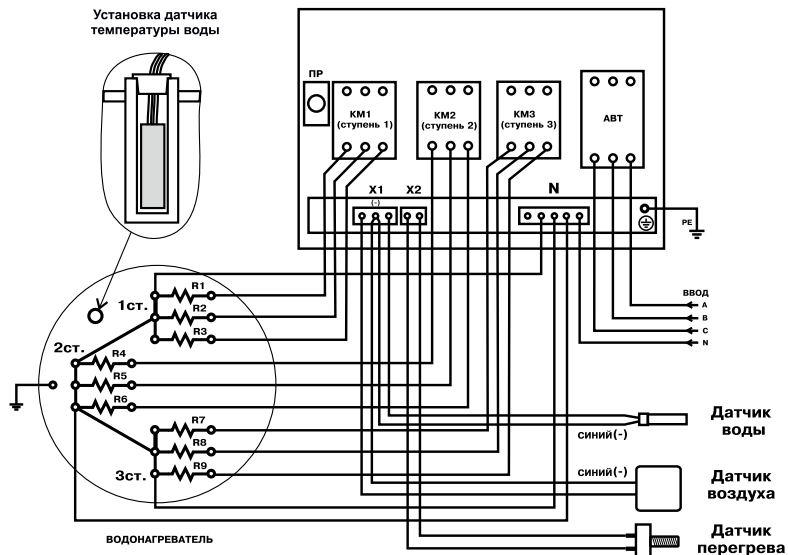 Установка датчика
температуры воды
ПР
КМ1
(ступень 1)
КМ2
(ступень 2)
КМ3
(ступень 3)
АВТ
X1
(-)
X2
N
PE
R1
1ст.
R2
R3
2ст.
R4
R5
R6
R7
R8
3ст.
R9
ВВОД
A
B
C
N
синий(-)
Датчик
воды
синий(-)
Датчик
воздуха
Датчик
перегрева
ВОДОНАГРЕВАТЕЛЬ